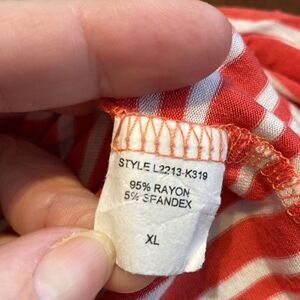 STYLE L2213-K319
95% RAYON
5% SPANDEX
XL